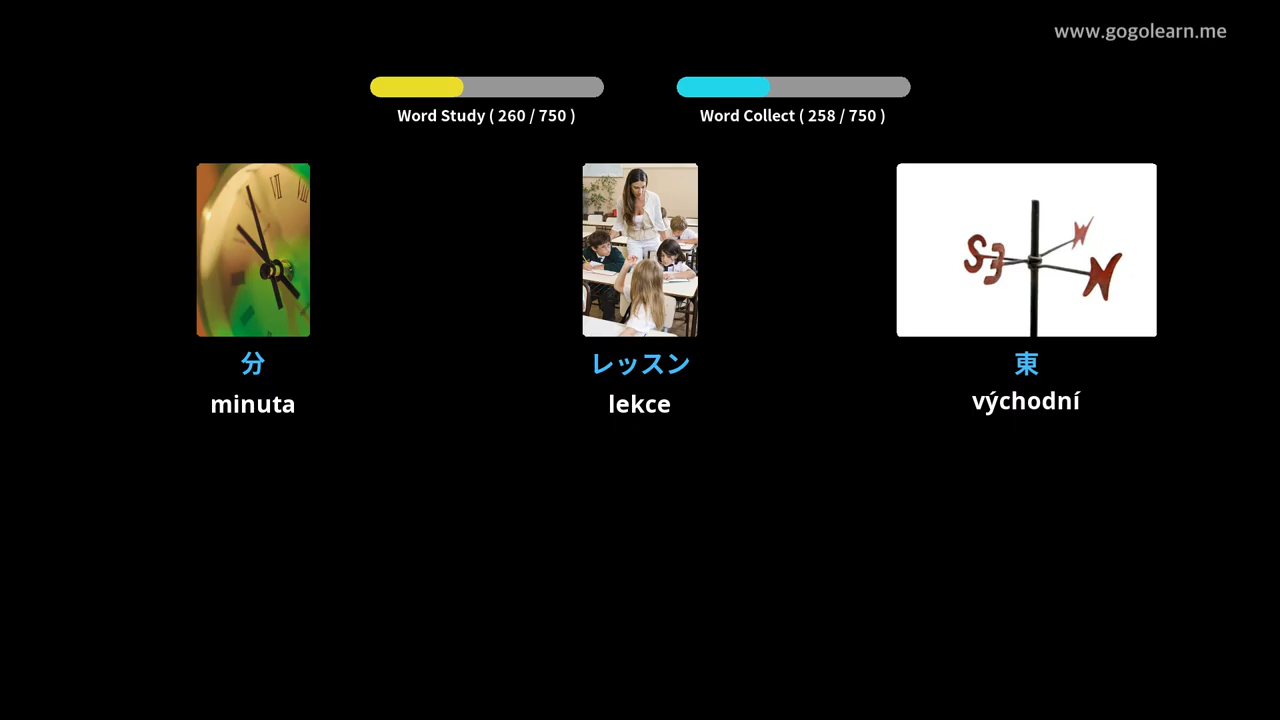 www.gogolearn.me
Word Study ( 260 / 750 )
Word Collect ( 258 / 750 )
分
minuta
レッスン
lekce
東
východní